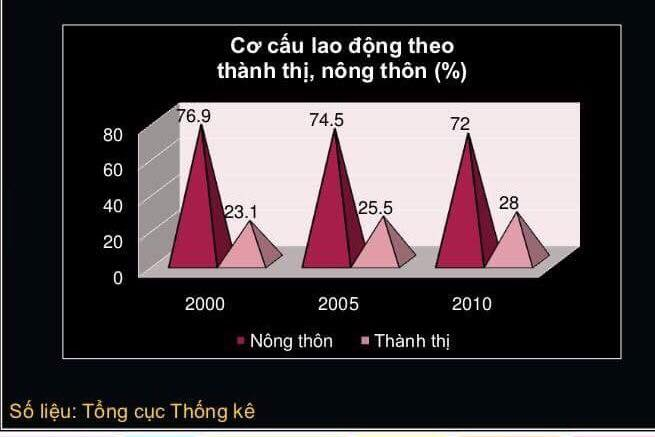 Cơ cấu lao động theo
thành thị, nông thôn (%)
76.9
74.5
72
80
60
40
23.1
25.5
28
20
0
2000
2005
2010
Nông thôn
Thành thị
Số liệu: Tổng cục Thống kê